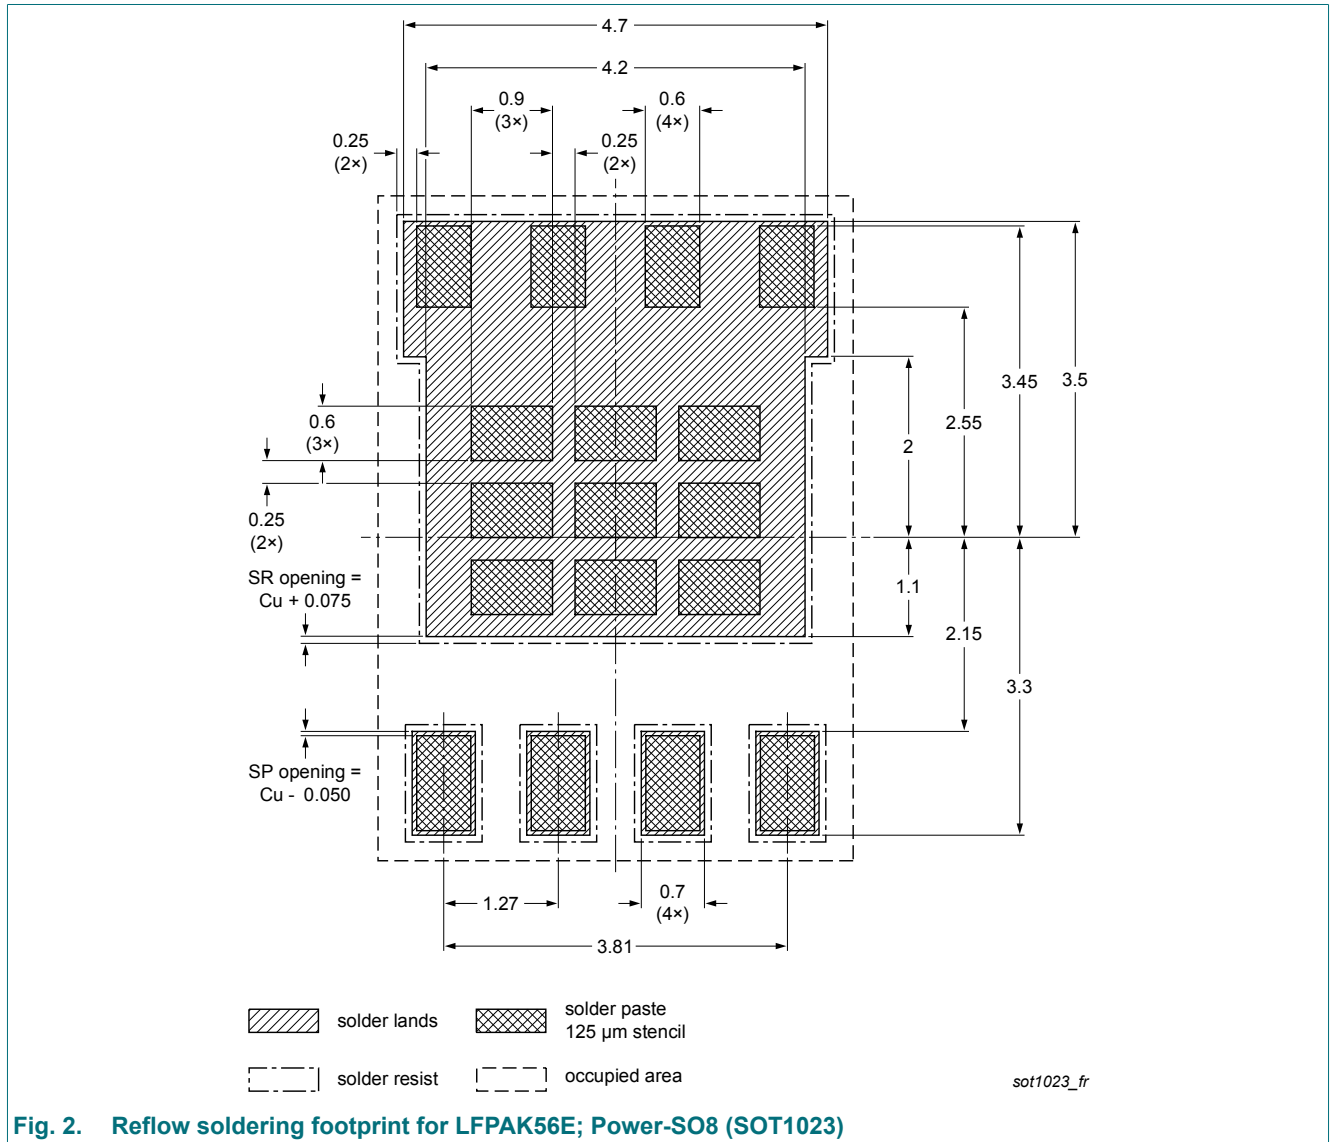 4.7
4.2
0.9
(3×)
0.6
(4×)
0.25
(2×)
0.25
(2×)
3.45
3.5
2.55
2
0.6
(3×)
0.25
(2×)
SR opening =
Cu + 0.075
1.1
2.15
3.3
SP opening =
Cu - 0.050
1.27
0.7
(4×)
3.81
solder lands
solder paste
125 µm stencil
solder resist
occupied area
sot1023_fr
Fig. 2. Reflow soldering footprint for LFPAK56E; Power-SO8 (SOT1023)